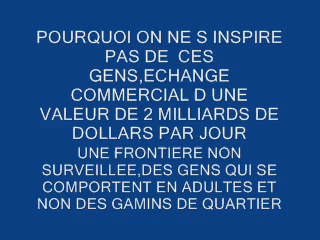 POURQUOI ON NE S INSPIRE
PAS DE  CES
GENS,ECHANGE
COMMERCIAL D UNE
VALEUR DE 2 MILLIARDS DE
DOLLARS PAR JOUR
UNE FRONTIERE NON
SURVEILLEE,DES GENS QUI SE
COMPORTENT EN ADULTES ET
NON DES GAMINS DE QUARTIER